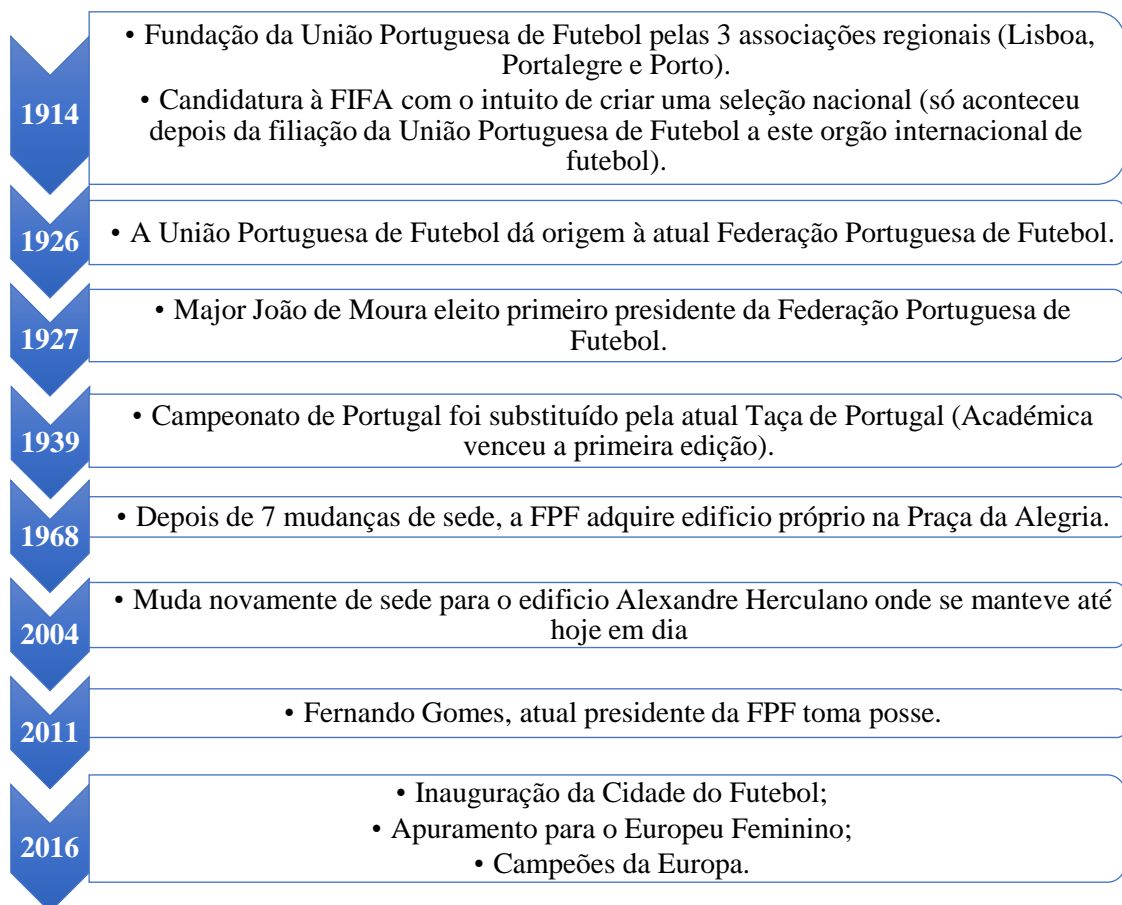 1914
• Fundação da União Portuguesa de Futebol pelas 3 associações regionais (Lisboa,
Portalegre e Porto).
• Candidatura à FIFA com o intuito de criar uma seleção nacional (só aconteceu
depois da filiação da União Portuguesa de Futebol a este orgão internacional de
futebol).
1926
• A União Portuguesa de Futebol dá origem à atual Federação Portuguesa de Futebol.
1927
• Major João de Moura eleito primeiro presidente da Federação Portuguesa de
Futebol.
1939
• Campeonato de Portugal foi substituído pela atual Taça de Portugal (Académica
venceu a primeira edição).
1968
• Depois de 7 mudanças de sede, a FPF adquire edificio próprio na Praça da Alegria.
2004
• Muda novamente de sede para o edificio Alexandre Herculano onde se manteve até
hoje em dia
2011
• Fernando Gomes, atual presidente da FPF toma posse.
2016
• Inauguração da Cidade do Futebol;
• Apuramento para o Europeu Feminino;
• Campeões da Europa.